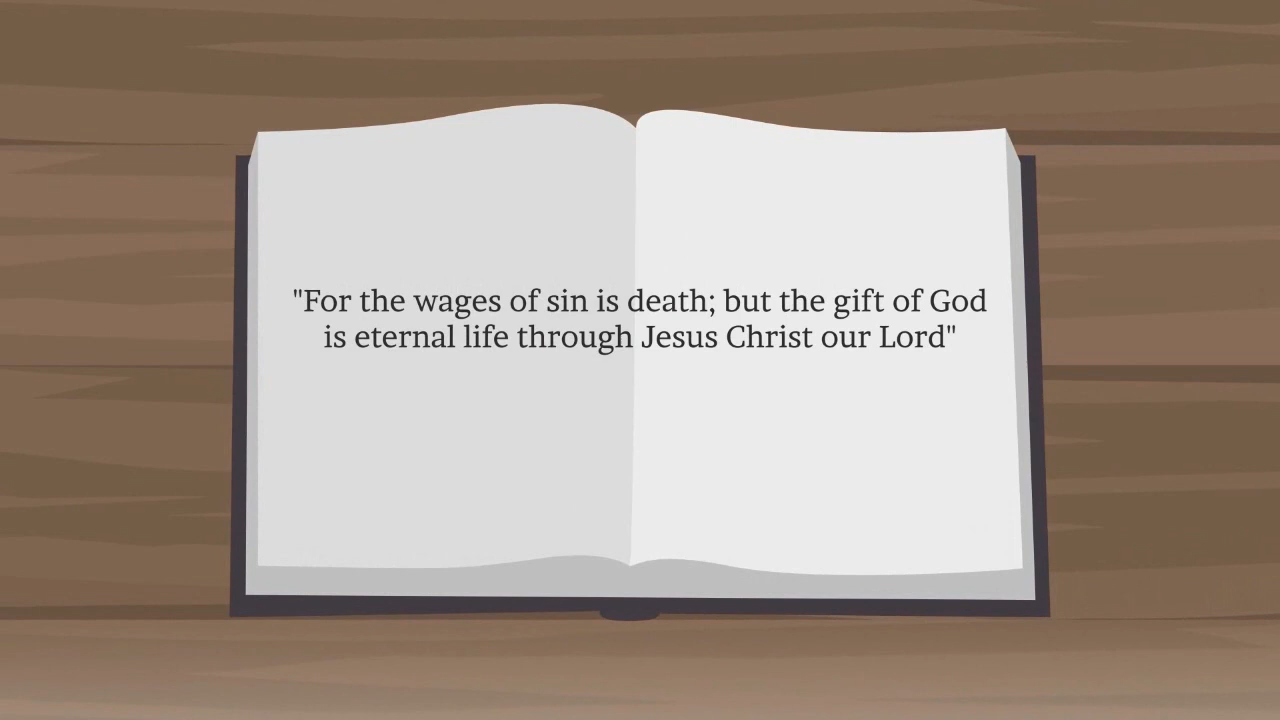 "For the wages of sin is death; but the gift of God
is eternal life through Jesus Christ our Lord"